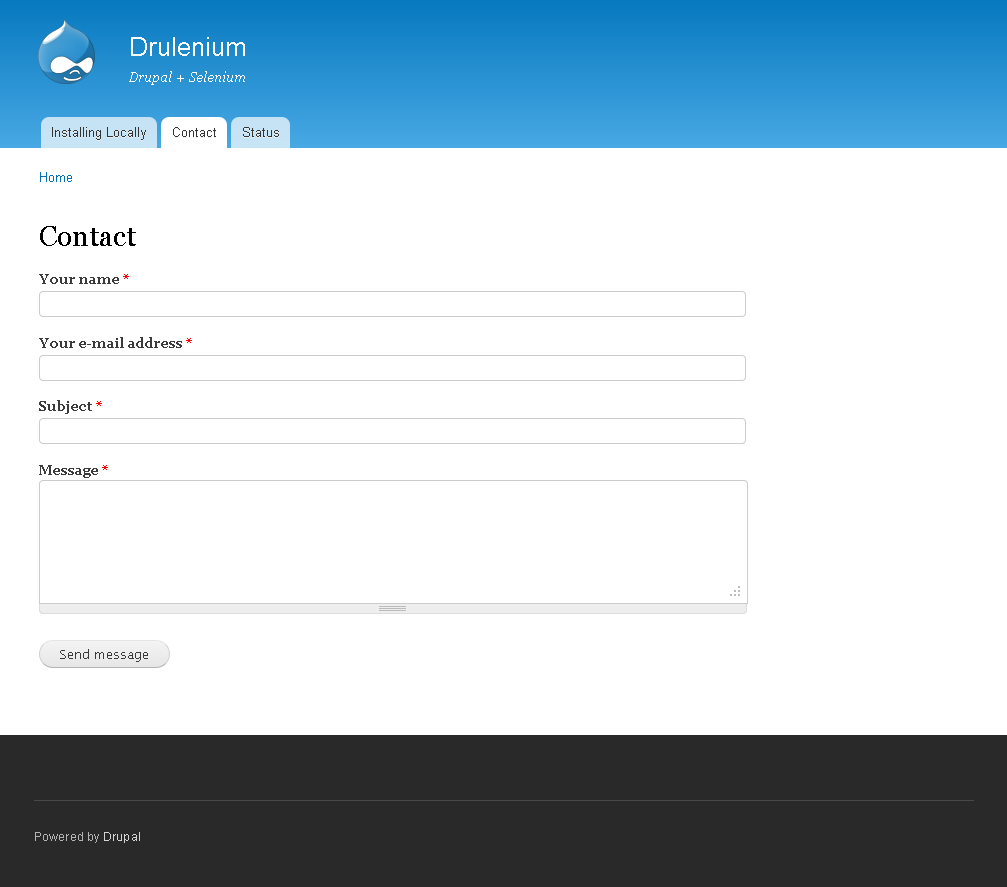 Drulenium
Drupal + Selenium
Installing Locally Contact Status
Home
Contact
Your name *
Your e-mail address *
Subject *
Message *
Send message
Powered by Drupal